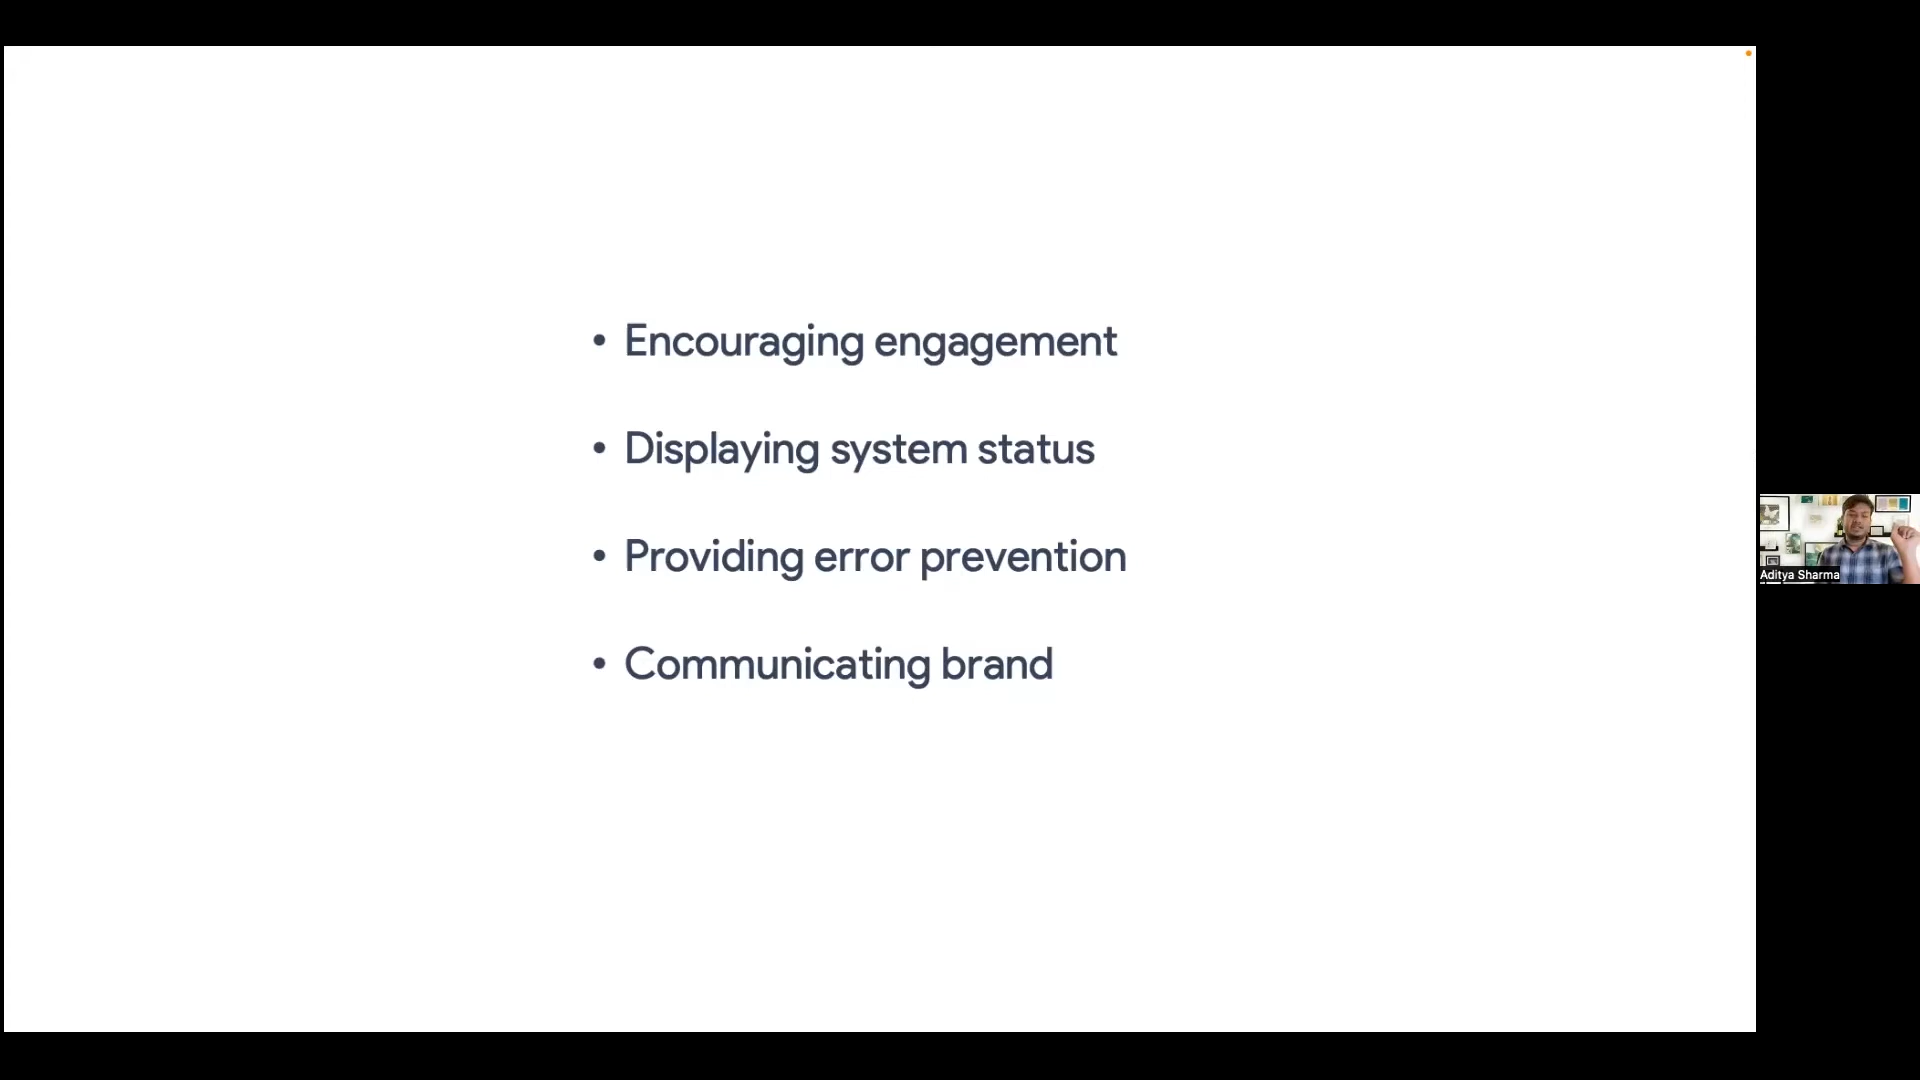 • Encouraging engagement
• Displaying system status
• Providing error prevention
• Communicating brand
Aditya Sharma